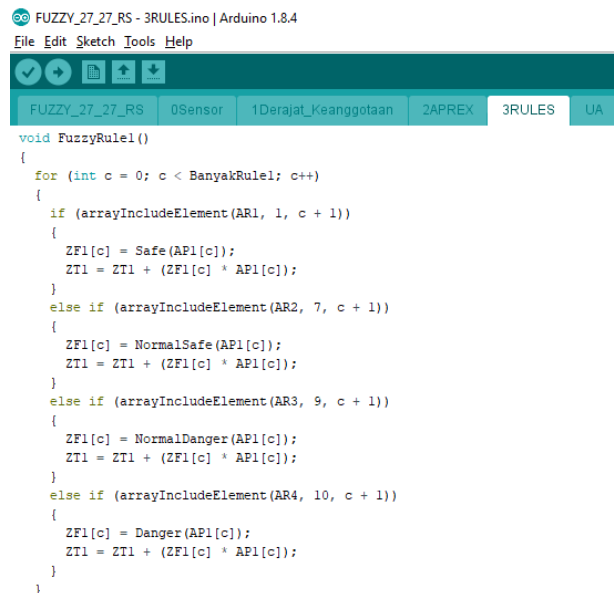 FUZZY_27_27_RS - 3RULES.ino | Arduino 1.8.4
File Edit Sketch Tools Help
FUZZY_27_27_RS 0Sensor 1Derajat_Keanggotaan 2APREX 3RULES UA
void FuzzyRule1()
{
  for (int c = 0; c < BanyakRule1; c++)
  {
    if (arrayIncludeElement(AR1, 1, c + 1))
    {
      ZF1[c] = Safe(AP1[c]);
      ZT1 = ZT1 + (ZF1[c] * AP1[c]);
    }
    else if (arrayIncludeElement(AR2, 7, c + 1))
    {
      ZF1[c] = NormalSafe(AP1[c]);
      ZT1 = ZT1 + (ZF1[c] * AP1[c]);
    }
    else if (arrayIncludeElement(AR3, 9, c + 1))
    {
      ZF1[c] = NormalDanger(AP1[c]);
      ZT1 = ZT1 + (ZF1[c] * AP1[c]);
    }
    else if (arrayIncludeElement(AR4, 10, c + 1))
    {
      ZF1[c] = Danger(AP1[c]);
      ZT1 = ZT1 + (ZF1[c] * AP1[c]);
    }
  }